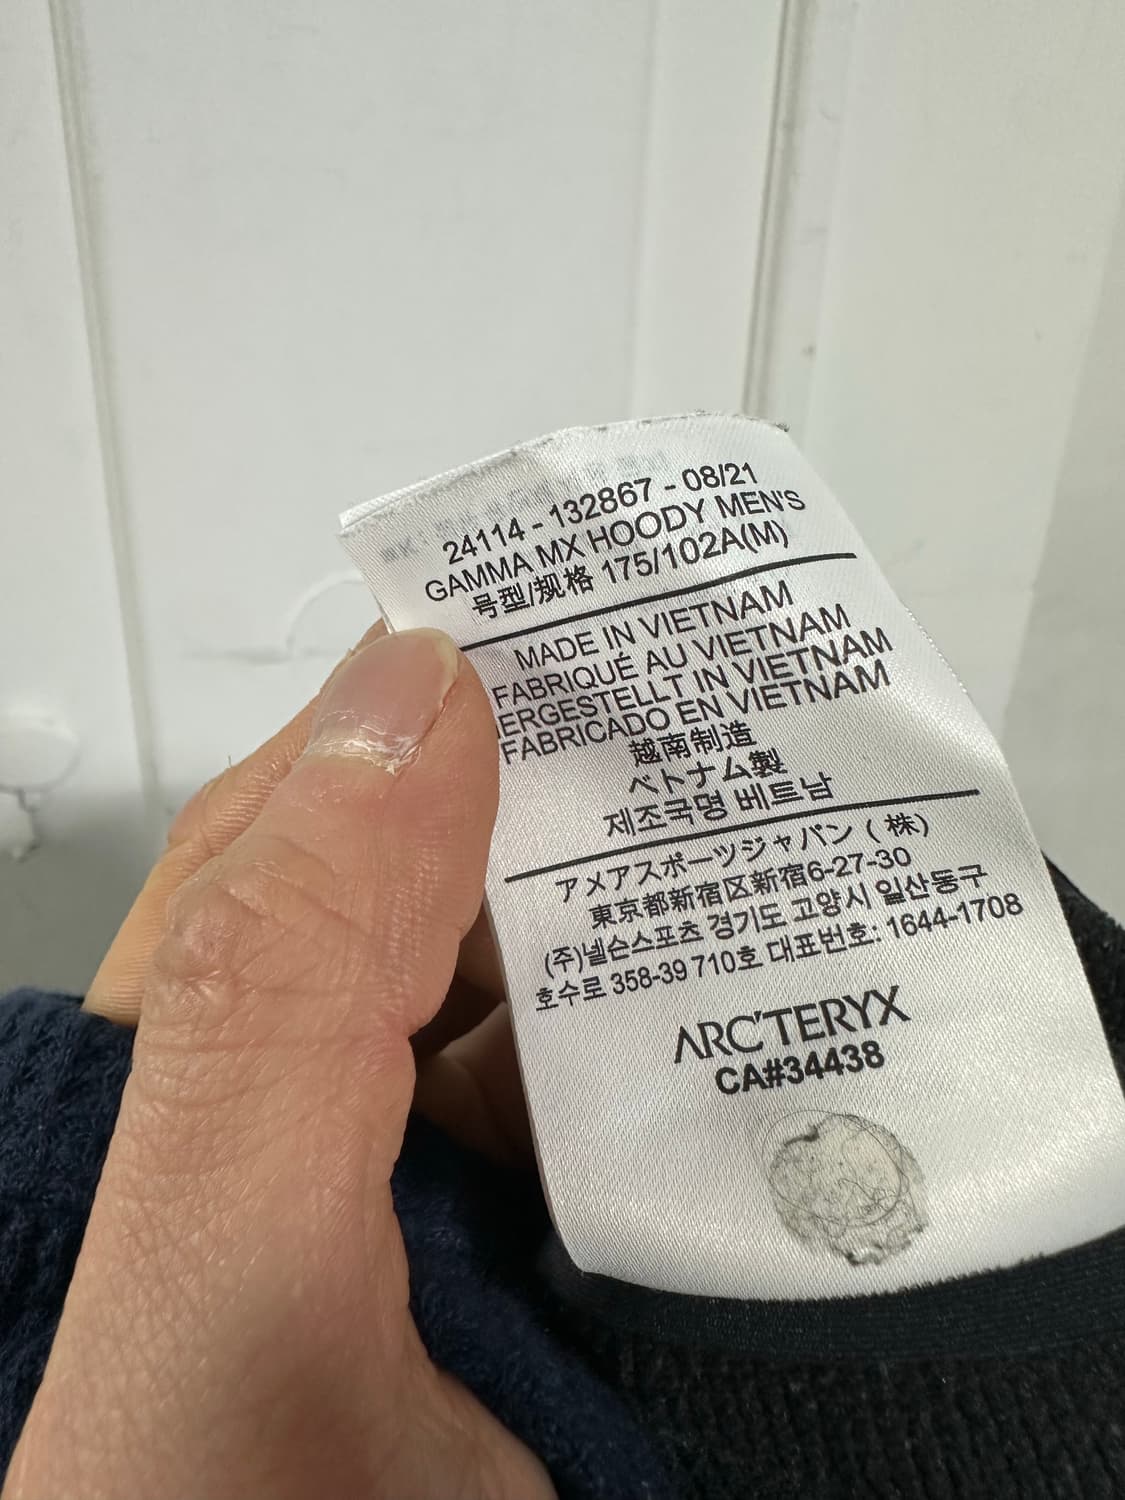 24114 - 132867 - 08/21
GAMMA MX HOODY MEN'S
号型/规格 175/102A(M)
MADE IN VIETNAM
FABRIQUÉ AU VIETNAM
ERGESTELLT IN VIETNAM
FABRICADO EN VIETNAM
越南制造
ベトナム製
제조국명 베트남
アメアスポーツジャパン ( 株)
東京都新宿区新宿6-27-30
(주)넬슨스포츠 경기도 고양시 일산동구
호수로 358-39 710호 대표번호: 1644-1708
ARC'TERYX
CA#34438